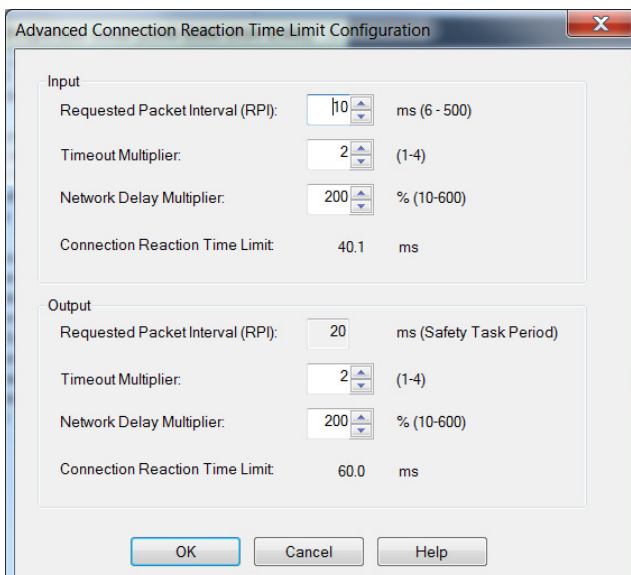 Advanced Connection Reaction Time Limit Configuration
Input
Requested Packet Interval (RPI): 10 ms (6 - 500)
Timeout Multiplier: 2 (1-4)
Network Delay Multiplier: 200 % (10-600)
Connection Reaction Time Limit: 40.1 ms
Output
Requested Packet Interval (RPI): 20 ms (Safety Task Period)
Timeout Multiplier: 2 (1-4)
Network Delay Multiplier: 200 % (10-600)
Connection Reaction Time Limit: 60.0 ms
OK Cancel Help